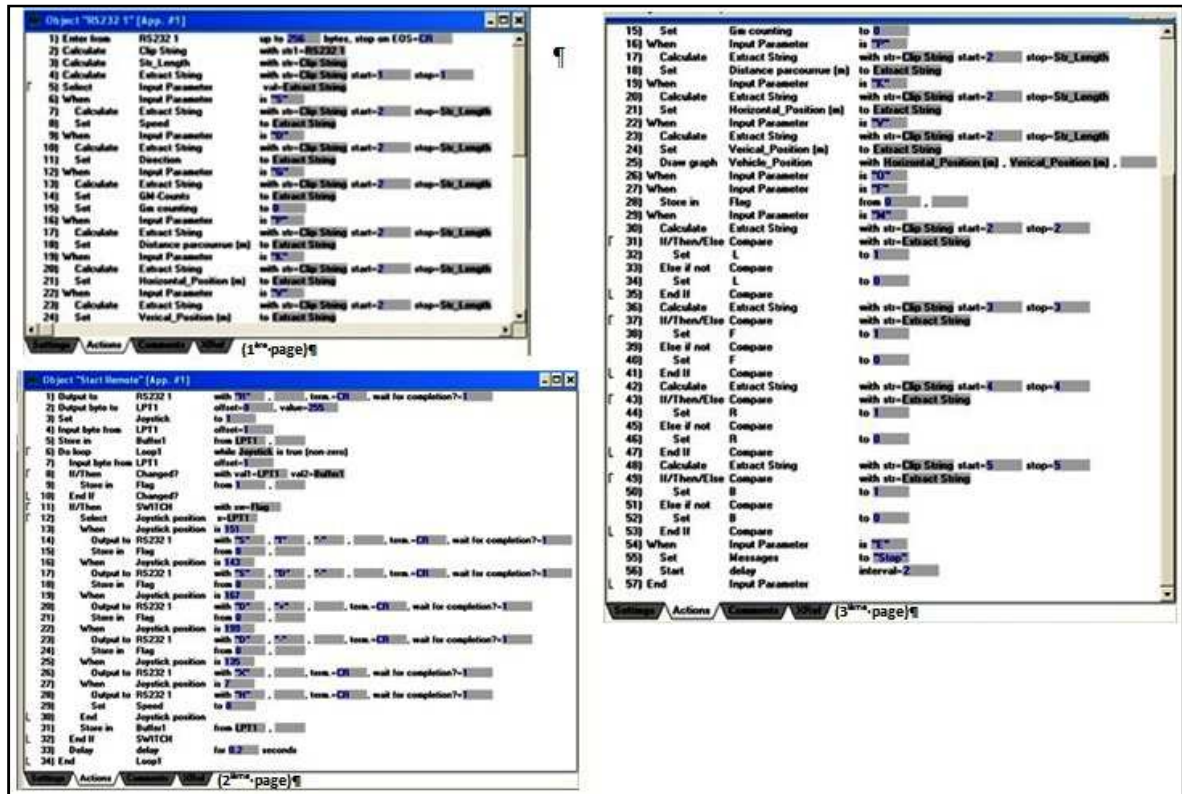 Object "RS232 1" (App. #1)
1) Enter from RS232 1 up to 256 bytes, stop on EOS=CR
2) Calculate Clip String with str1=RS232 1
3) Calculate Str_Length with str=Clip String
4) Calculate Extract String with str=Clip String start=1 stop=1
5) Select Input Parameter val=Extract String
6) When Input Parameter is "S"
7) Calculate Extract String with str=Clip String start=2 stop=Str_Length
8) Set Speed to Extract String
9) When Input Parameter is "D"
10) Calculate Extract String with str=Clip String start=2 stop=Str_Length
11) Set Direction to Extract String
12) When Input Parameter is "G"
13) Calculate Extract String with str=Clip String start=2 stop=Str_Length
14) Set GM-Counts to Extract String
15) Set Gm counting to 0
16) When Input Parameter is "P"
17) Calculate Extract String with str=Clip String start=2 stop=Str_Length
18) Set Distance parcourrue (m) to Extract String
19) When Input Parameter is "X"
20) Calculate Extract String with str=Clip String start=2 stop=Str_Length
21) Set Horizontal_Position (m) to Extract String
22) When Input Parameter is "V"
23) Calculate Extract String with str=Clip String start=2 stop=Str_Length
24) Set Verical_Position (m) to Extract String
Settings Actions Comments XRef (1ère·page)¶
¶
Object "Start Remote" (App. #1)
1) Output to RS232 1 with "R" , , term.=CR, wait for completion?=1
2) Output byte to LPT1 offset=0 , value=255
3) Set Joystick to 1
4) Input byte from LPT1 offset=1
5) Store in Buffer1 from LPT1 ,
6) Do loop Loop1 while Joystick is true (non-zero)
7) Input byte from LPT1 offset=1
8) If/Then Changed? with val1=LPT1 val2=Buffer1
9) Store in Flag from 1 ,
10) End If Changed?
11) If/Then SWITCH with sw=Flag
12) Select Joystick position s=LPT1
13) When Joystick position is 151
14) Output to RS232 1 with "S" , , , , term.=CR, wait for completion?=1
15) Store in Flag from 0 ,
16) When Joystick position is 143
17) Output to RS232 1 with "S" , "D" , , , term.=CR, wait for completion?=1
18) Store in Flag from 0 ,
19) When Joystick position is 167
20) Output to RS232 1 with "D" , "+" , , term.=CR, wait for completion?=1
21) Store in Flag from 0 ,
22) When Joystick position is 199
23) Output to RS232 1 with "D" , "-" , , term.=CR, wait for completion?=1
24) Store in Flag from 0 ,
25) When Joystick position is 135
26) Output to RS232 1 with "X" , , term.=CR, wait for completion?=1
27) When Joystick position is 7
28) Output to RS232 1 with "H" , , term.=CR, wait for completion?=1
29) Set Speed to 0
30) End Joystick position
31) Store in Buffer1 from LPT1 ,
32) End If SWITCH
33) Delay delay for 0.2 seconds
34) End Loop1
Settings Actions Comments XRef (2ième·page)¶
15) Set Gm counting to 0
16) When Input Parameter is "P"
17) Calculate Extract String with str=Clip String start=2 stop=Str_Length
18) Set Distance parcourrue (m) to Extract String
19) When Input Parameter is "X"
20) Calculate Extract String with str=Clip String start=2 stop=Str_Length
21) Set Horizontal_Position (m) to Extract String
22) When Input Parameter is "V"
23) Calculate Extract String with str=Clip String start=2 stop=Str_Length
24) Set Verical_Position (m) to Extract String
25) Draw graph Vehicle_Position with Horizontal_Position (m) , Verical_Position (m) ,
26) When Input Parameter is "O"
27) When Input Parameter is "F"
28) Store in Flag from 0 ,
29) When Input Parameter is "M"
30) Calculate Extract String with str=Clip String start=2 stop=2
31) If/Then/Else Compare with str=Extract String
32) Set L to 1
33) Else if not Compare
34) Set L to 0
35) End If Compare
36) Calculate Extract String with str=Clip String start=3 stop=3
37) If/Then/Else Compare with str=Extract String
38) Set F to 1
39) Else if not Compare
40) Set F to 0
41) End If Compare
42) Calculate Extract String with str=Clip String start=4 stop=4
43) If/Then/Else Compare with str=Extract String
44) Set R to 1
45) Else if not Compare
46) Set R to 0
47) End If Compare
48) Calculate Extract String with str=Clip String start=5 stop=5
49) If/Then/Else Compare with str=Extract String
50) Set B to 1
51) Else if not Compare
52) Set B to 0
53) End If Compare
54) When Input Parameter is "E"
55) Set Messages to "Stop"
56) Start delay interval=2
57) End Input Parameter
Settings Actions Comments XRef (3ième·page)¶